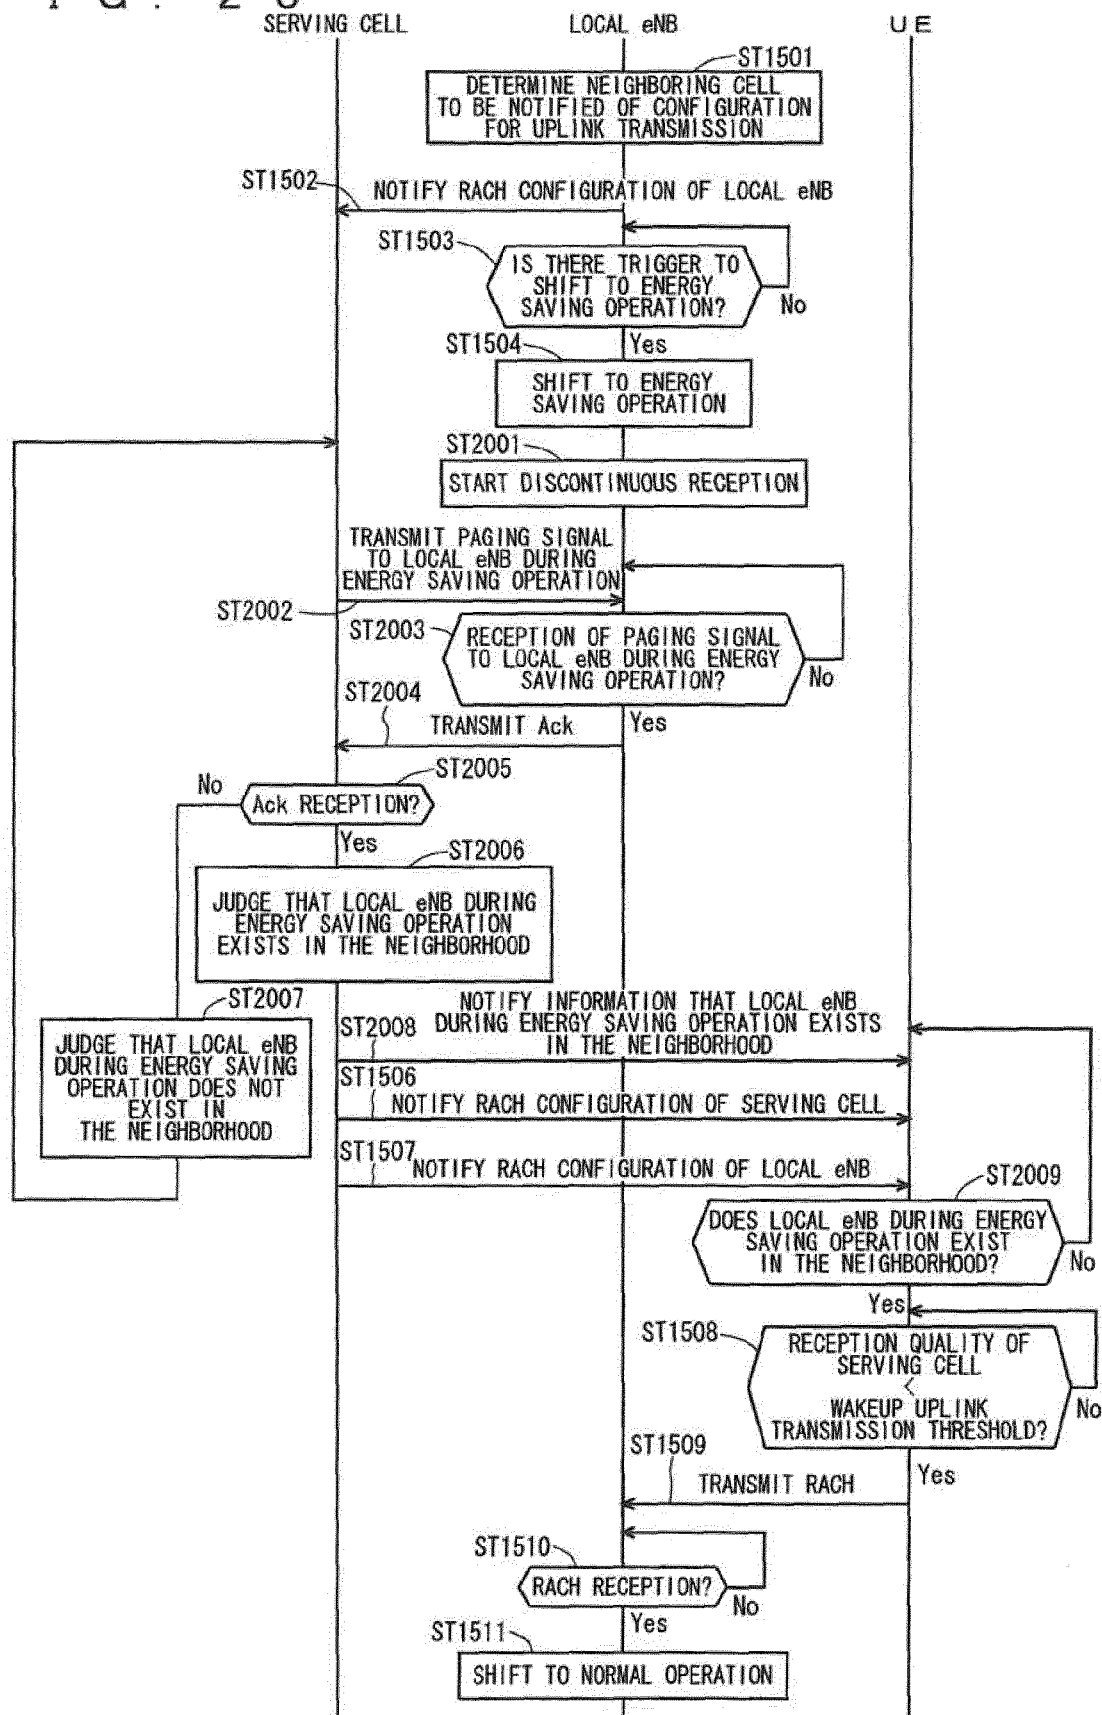 SERVING CELL
LOCAL eNB
UE
ST1501
DETERMINE NEIGHBORING CELL
TO BE NOTIFIED OF CONFIGURATION
FOR UPLINK TRANSMISSION
ST1502
NOTIFY RACH CONFIGURATION OF LOCAL eNB
ST1503
IS THERE TRIGGER TO
SHIFT TO ENERGY
SAVING OPERATION?
No
Yes
ST1504
SHIFT TO ENERGY
SAVING OPERATION
ST2001
START DISCONTINUOUS RECEPTION
TRANSMIT PAGING SIGNAL
TO LOCAL eNB DURING
ENERGY SAVING OPERATION
ST2002
ST2003
RECEPTION OF PAGING SIGNAL
TO LOCAL eNB DURING ENERGY
SAVING OPERATION?
No
Yes
ST2004
TRANSMIT Ack
ST2005
No
Ack RECEPTION?
Yes
ST2006
JUDGE THAT LOCAL eNB DURING
ENERGY SAVING OPERATION
EXISTS IN THE NEIGHBORHOOD
ST2007
JUDGE THAT LOCAL eNB
DURING ENERGY SAVING
OPERATION DOES NOT
EXIST IN
THE NEIGHBORHOOD
ST2008
NOTIFY INFORMATION THAT LOCAL eNB
DURING ENERGY SAVING OPERATION EXISTS
IN THE NEIGHBORHOOD
ST1506
NOTIFY RACH CONFIGURATION OF SERVING CELL
ST1507
NOTIFY RACH CONFIGURATION OF LOCAL eNB
ST2009
DOES LOCAL eNB DURING ENERGY
SAVING OPERATION EXIST
IN THE NEIGHBORHOOD?
No
Yes
ST1508
RECEPTION QUALITY OF
SERVING CELL
<
WAKEUP UPLINK
TRANSMISSION THRESHOLD?
No
Yes
ST1509
TRANSMIT RACH
ST1510
RACH RECEPTION?
No
Yes
ST1511
SHIFT TO NORMAL OPERATION